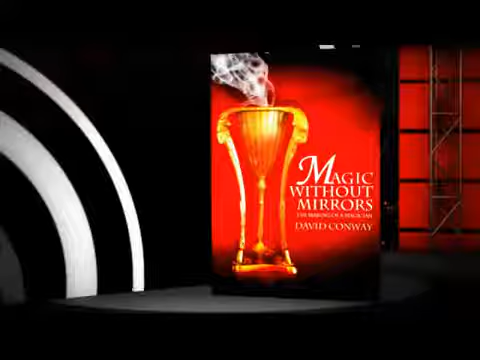 MAGIC
WITHOUT
MIRRORS
THE MAKING OF A MAGICIAN
DAVID CONWAY